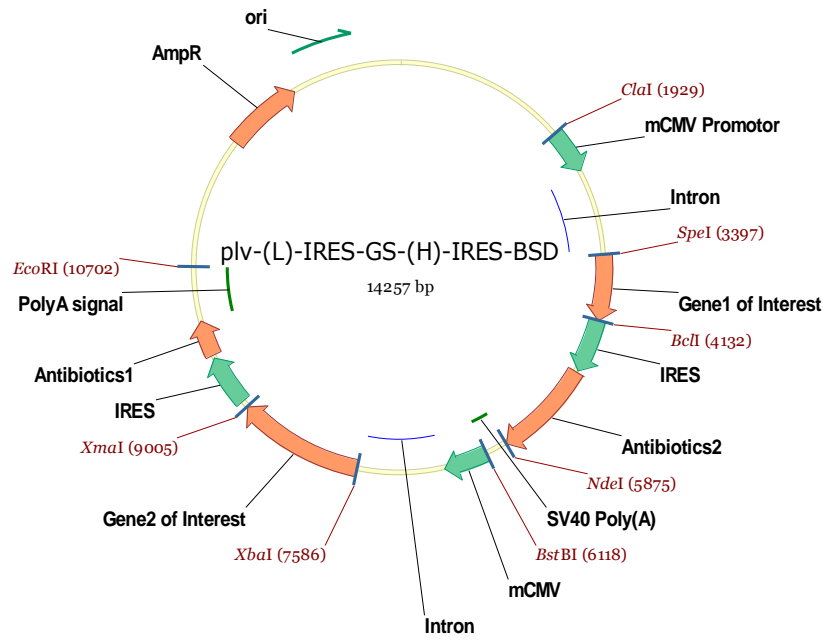 ori
AmpR
ClaI (1929)
mCMV Promotor
Intron
plv-(L)-IRES-GS-(H)-IRES-BSD
14257 bp
SpeI (3397)
EcoRI (10702)
PolyA signal
Gene1 of Interest
BclI (4132)
IRES
Antibiotics1
IRES
XmaI (9005)
Antibiotics2
NdeI (5875)
Gene2 of Interest
SV40 Poly(A)
XbaI (7586)
BstBI (6118)
mCMV
Intron